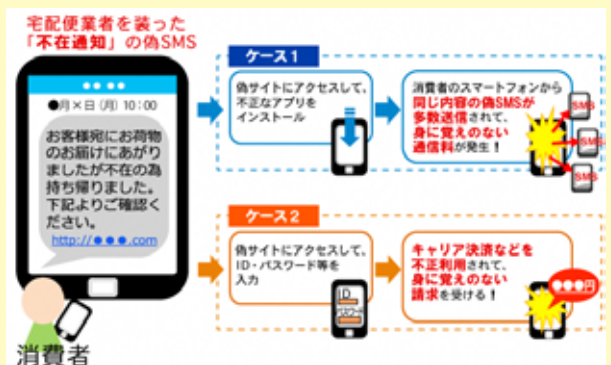 宅配便業者を装った
「不在通知」の偽SMS
●月×日(月) 10:00
お客様宛にお荷物
のお届けにあがり
ましたが不在の為
持ち帰りました。
下記よりご確認く
ださい。
http://●●●.com
消費者
ケース1
偽サイトにアクセスして、
不正なアプリを
インストール
消費者のスマートフォンから
同じ内容の偽SMSが
多数送信されて、
身に覚えのない
通信料が発生!
SMS
SMS
SMS
ケース2
偽サイトにアクセスして、
ID・パスワード等を
入力
ID
パスワード
キャリア決済などを
不正利用されて、
身に覚えのない
請求を受ける!
●●●円